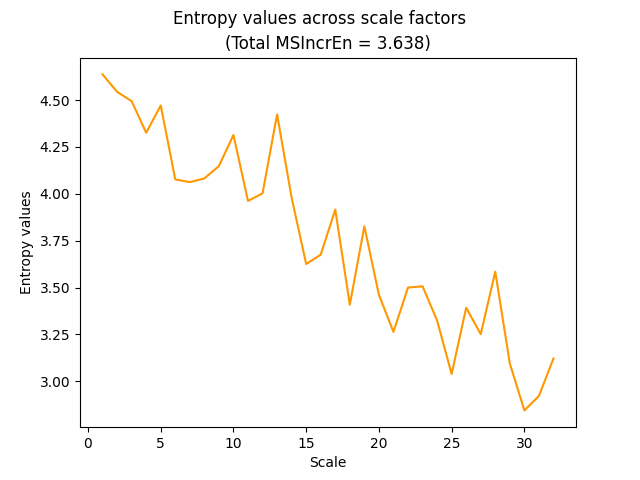 Entropy values across scale factors
(Total MSIncrEn = 3.638)
4.50
4.25
4.00
3.75
3.50
3.25
3.00
Entropy values
0 5 10 15 20 25 30
Scale